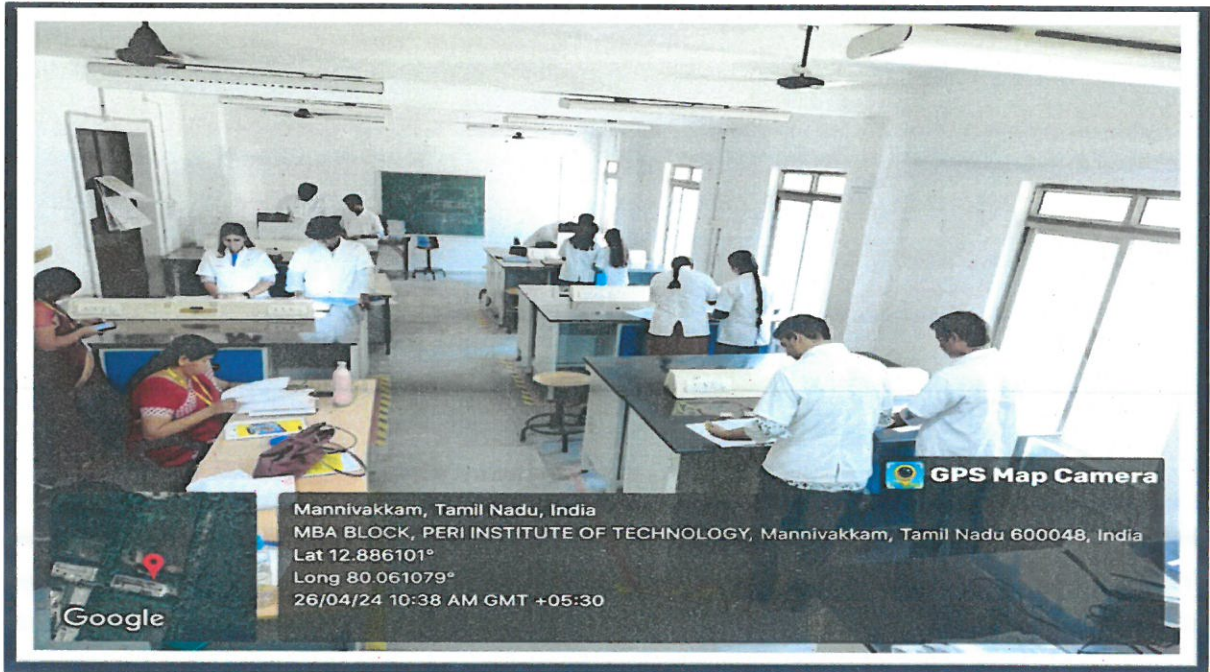 GPS Map Camera
Mannivakkam, Tamil Nadu, India
MBA BLOCK, PERI INSTITUTE OF TECHNOLOGY, Mannivakkam, Tamil Nadu 600048, India
Lat 12.886101°
Long 80.061079°
26/04/24 10:38 AM GMT +05:30
Google